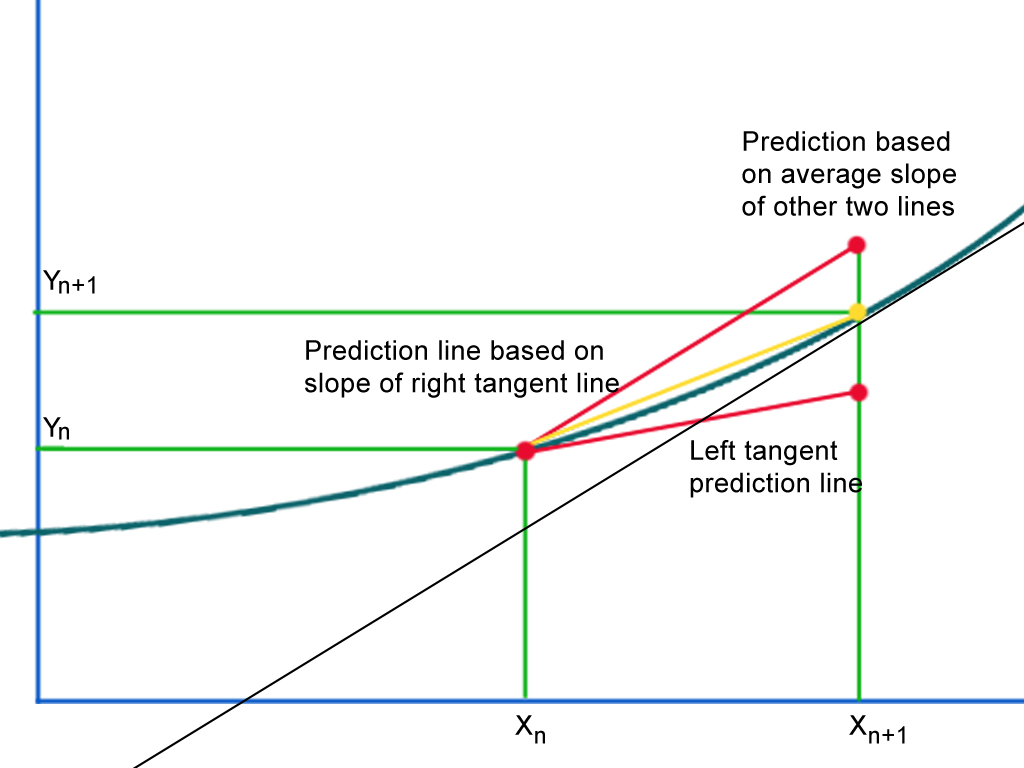 Prediction based
on average slope
of other two lines
Yn+1
Prediction line based on
slope of right tangent line
Yn
Left tangent
prediction line
Xn
Xn+1